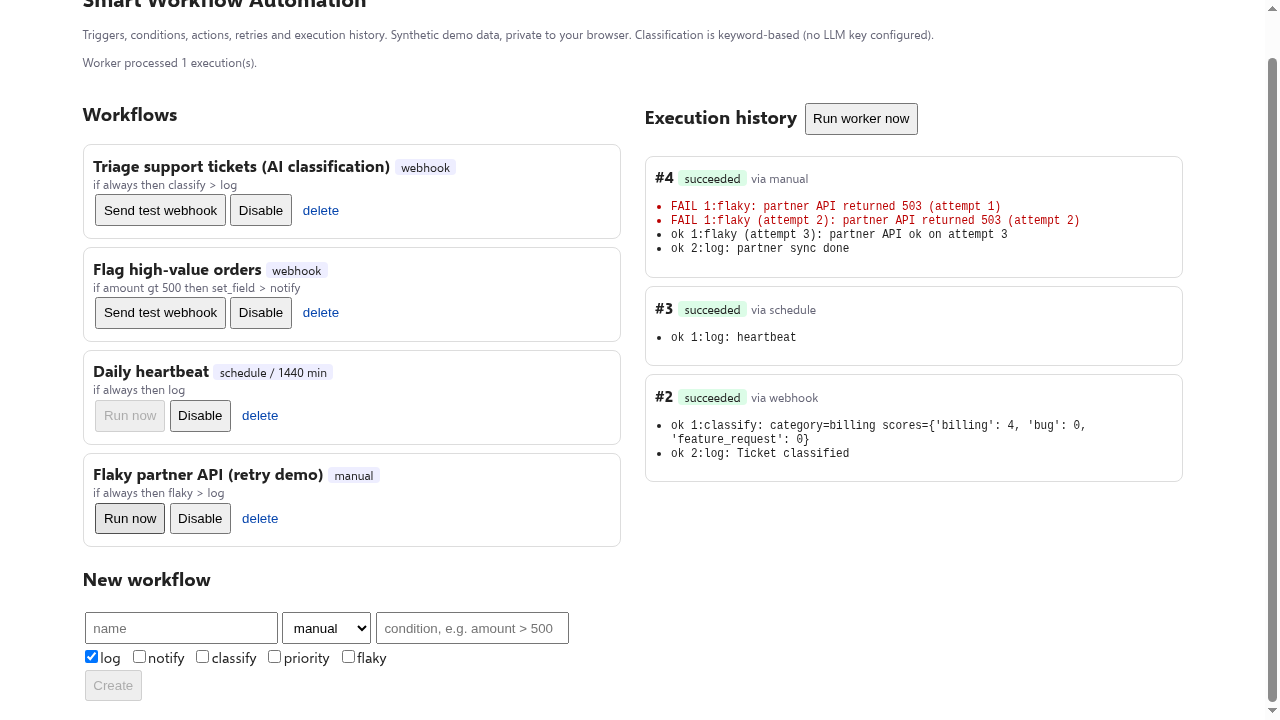 Smart Workflow Automation
Triggers, conditions, actions, retries and execution history. Synthetic demo data, private to your browser. Classification is keyword-based (no LLM key configured).
Worker processed 1 execution(s).
Workflows
Triage support tickets (AI classification) webhook
if always then classify > log
Send test webhook Disable delete
Flag high-value orders webhook
if amount gt 500 then set_field > notify
Send test webhook Disable delete
Daily heartbeat schedule / 1440 min
if always then log
Run now Disable delete
Flaky partner API (retry demo) manual
if always then flaky > log
Run now Disable delete
New workflow
name manual condition, e.g. amount > 500
log notify classify priority flaky
Create
Execution history Run worker now
#4 succeeded via manual
FAIL 1:flaky: partner API returned 503 (attempt 1)
FAIL 1:flaky (attempt 2): partner API returned 503 (attempt 2)
ok 1:flaky (attempt 3): partner API ok on attempt 3
ok 2:log: partner sync done
#3 succeeded via schedule
ok 1:log: heartbeat
#2 succeeded via webhook
ok 1:classify: category=billing scores={'billing': 4, 'bug': 0,
'feature_request': 0}
ok 2:log: Ticket classified